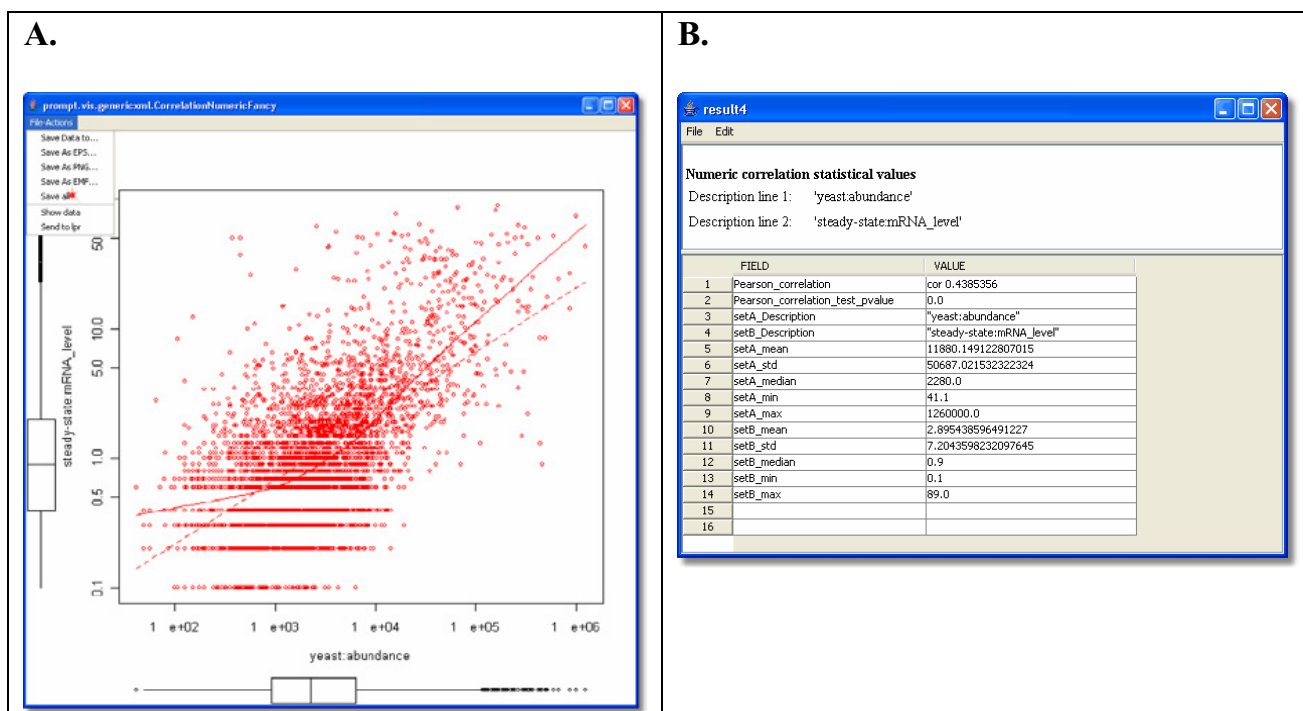 A.
prompt.vis.genericxml.CorrelationNumericFancy
File-Actions
Save Data to...
Save As EPS...
Save As PNG...
Save As EMF...
Save all
Show data
Send to lpr
steady-state:mRNA_level
50
10.0
5.0
1.0
0.5
0.1
1 e+02 1 e+03 1 e+04 1 e+05 1 e+06
yeast:abundance
B.
result4
File Edit
Numeric correlation statistical values
Description line 1: 'yeast:abundance'
Description line 2: 'steady-state:mRNA_level'
FIELD VALUE
1 Pearson_correlation cor 0.4385356
2 Pearson_correlation_test_pvalue 0.0
3 setA_Description "yeast:abundance"
4 setB_Description "steady-state:mRNA_level"
5 setA_mean 11880.149122807015
6 setA_std 50687.021532322324
7 setA_median 2280.0
8 setA_min 41.1
9 setA_max 1260000.0
10 setB_mean 2.895438596491227
11 setB_std 7.2043598232097645
12 setB_median 0.9
13 setB_min 0.1
14 setB_max 89.0
15
16